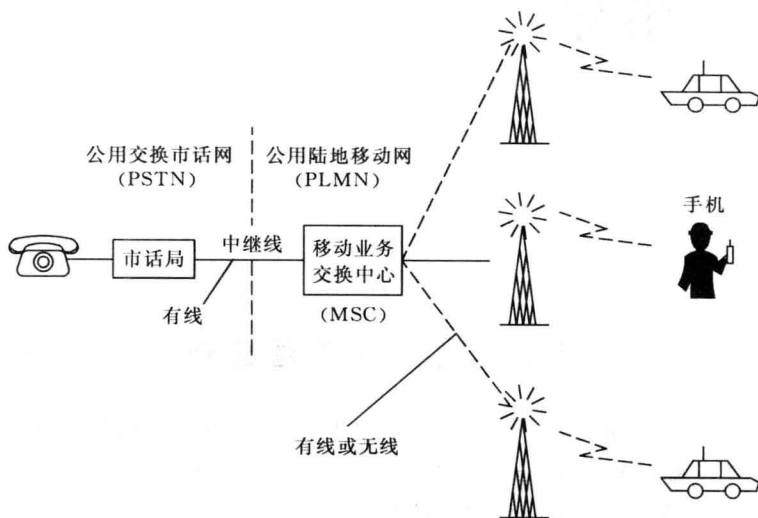 公用交换市话网
(PSTN)
公用陆地移动网
(PLMN)
手机
市话局
中继线
移动业务
交换中心
(MSC)
有线
有线或无线